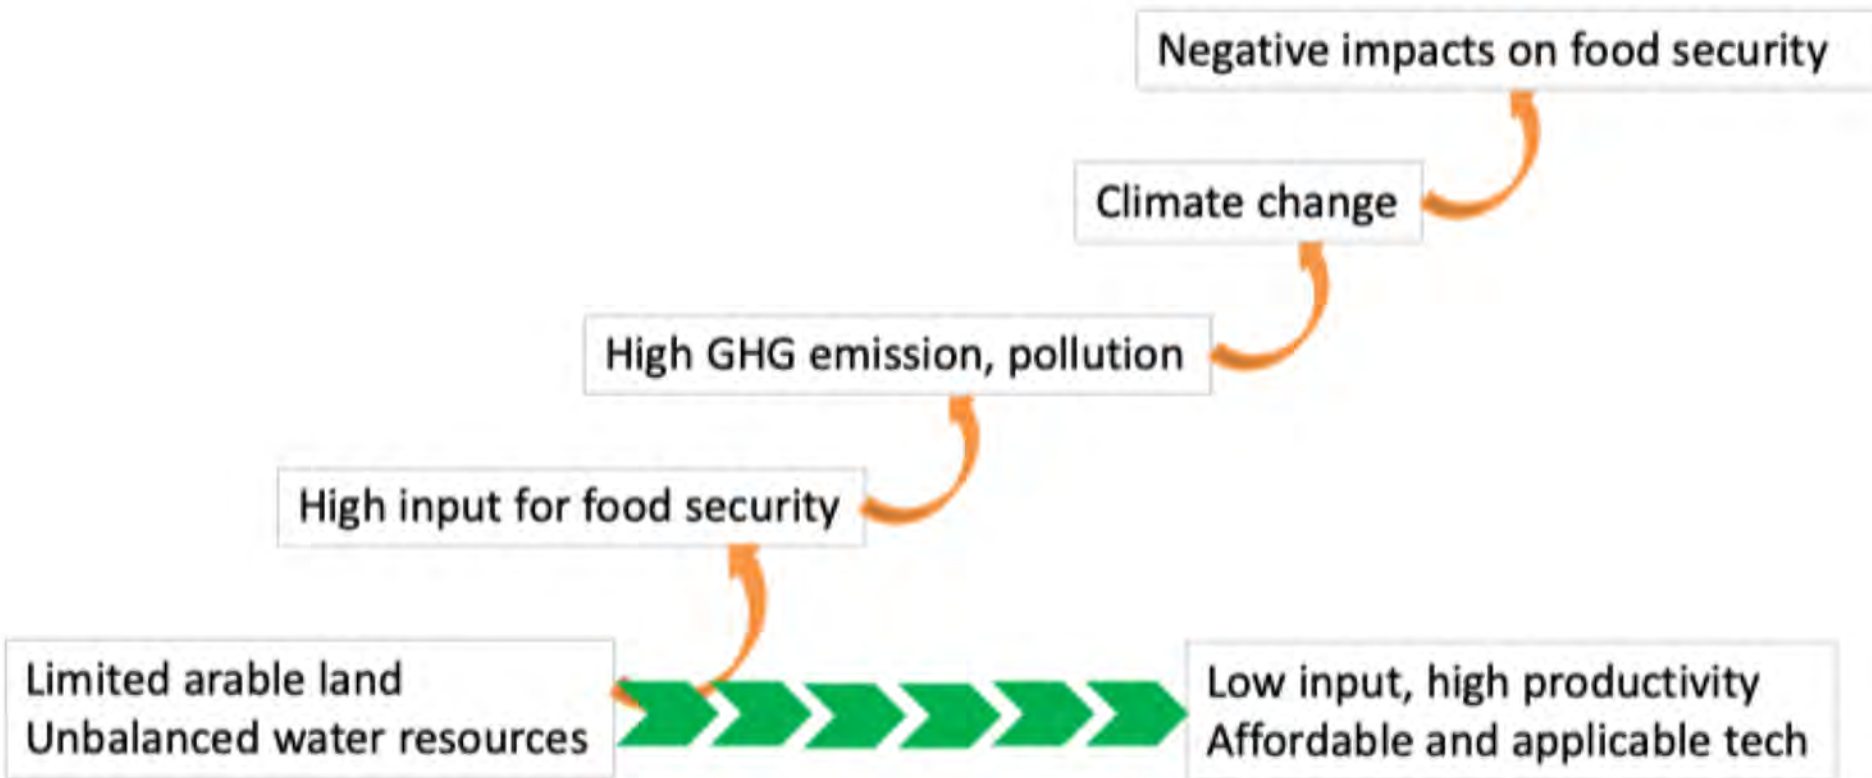 Negative impacts on food security
Climate change
High GHG emission, pollution
High input for food security
Limited arable land
Unbalanced water resources
Low input, high productivity
Affordable and applicable tech